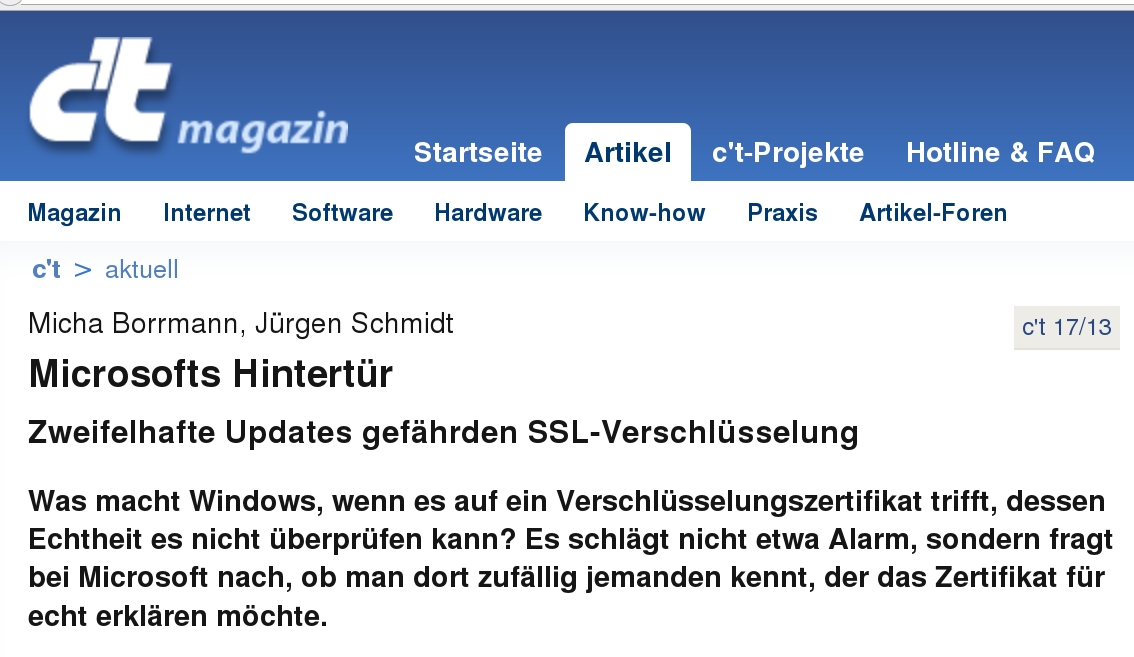 c't magazin
Startseite Artikel c't-Projekte Hotline & FAQ
Magazin Internet Software Hardware Know-how Praxis Artikel-Foren
c't > aktuell
Micha Borrmann, Jürgen Schmidt
c't 17/13
Microsofts Hintertür
Zweifelhafte Updates gefährden SSL-Verschlüsselung
Was macht Windows, wenn es auf ein Verschlüsselungszertifikat trifft, dessen
Echtheit es nicht überprüfen kann? Es schlägt nicht etwa Alarm, sondern fragt
bei Microsoft nach, ob man dort zufällig jemanden kennt, der das Zertifikat für
echt erklären möchte.